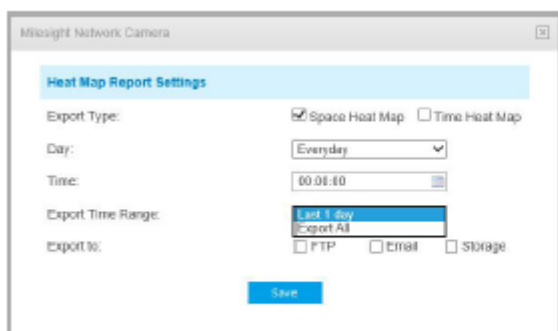 Milesight Network Camera
Heat Map Report Settings
Export Type: Space Heat Map Time Heat Map
Day: Everyday
Time: 00:00:00
Export Time Range: Last 1 day
Export All
Export to: FTP Email Storage
Save